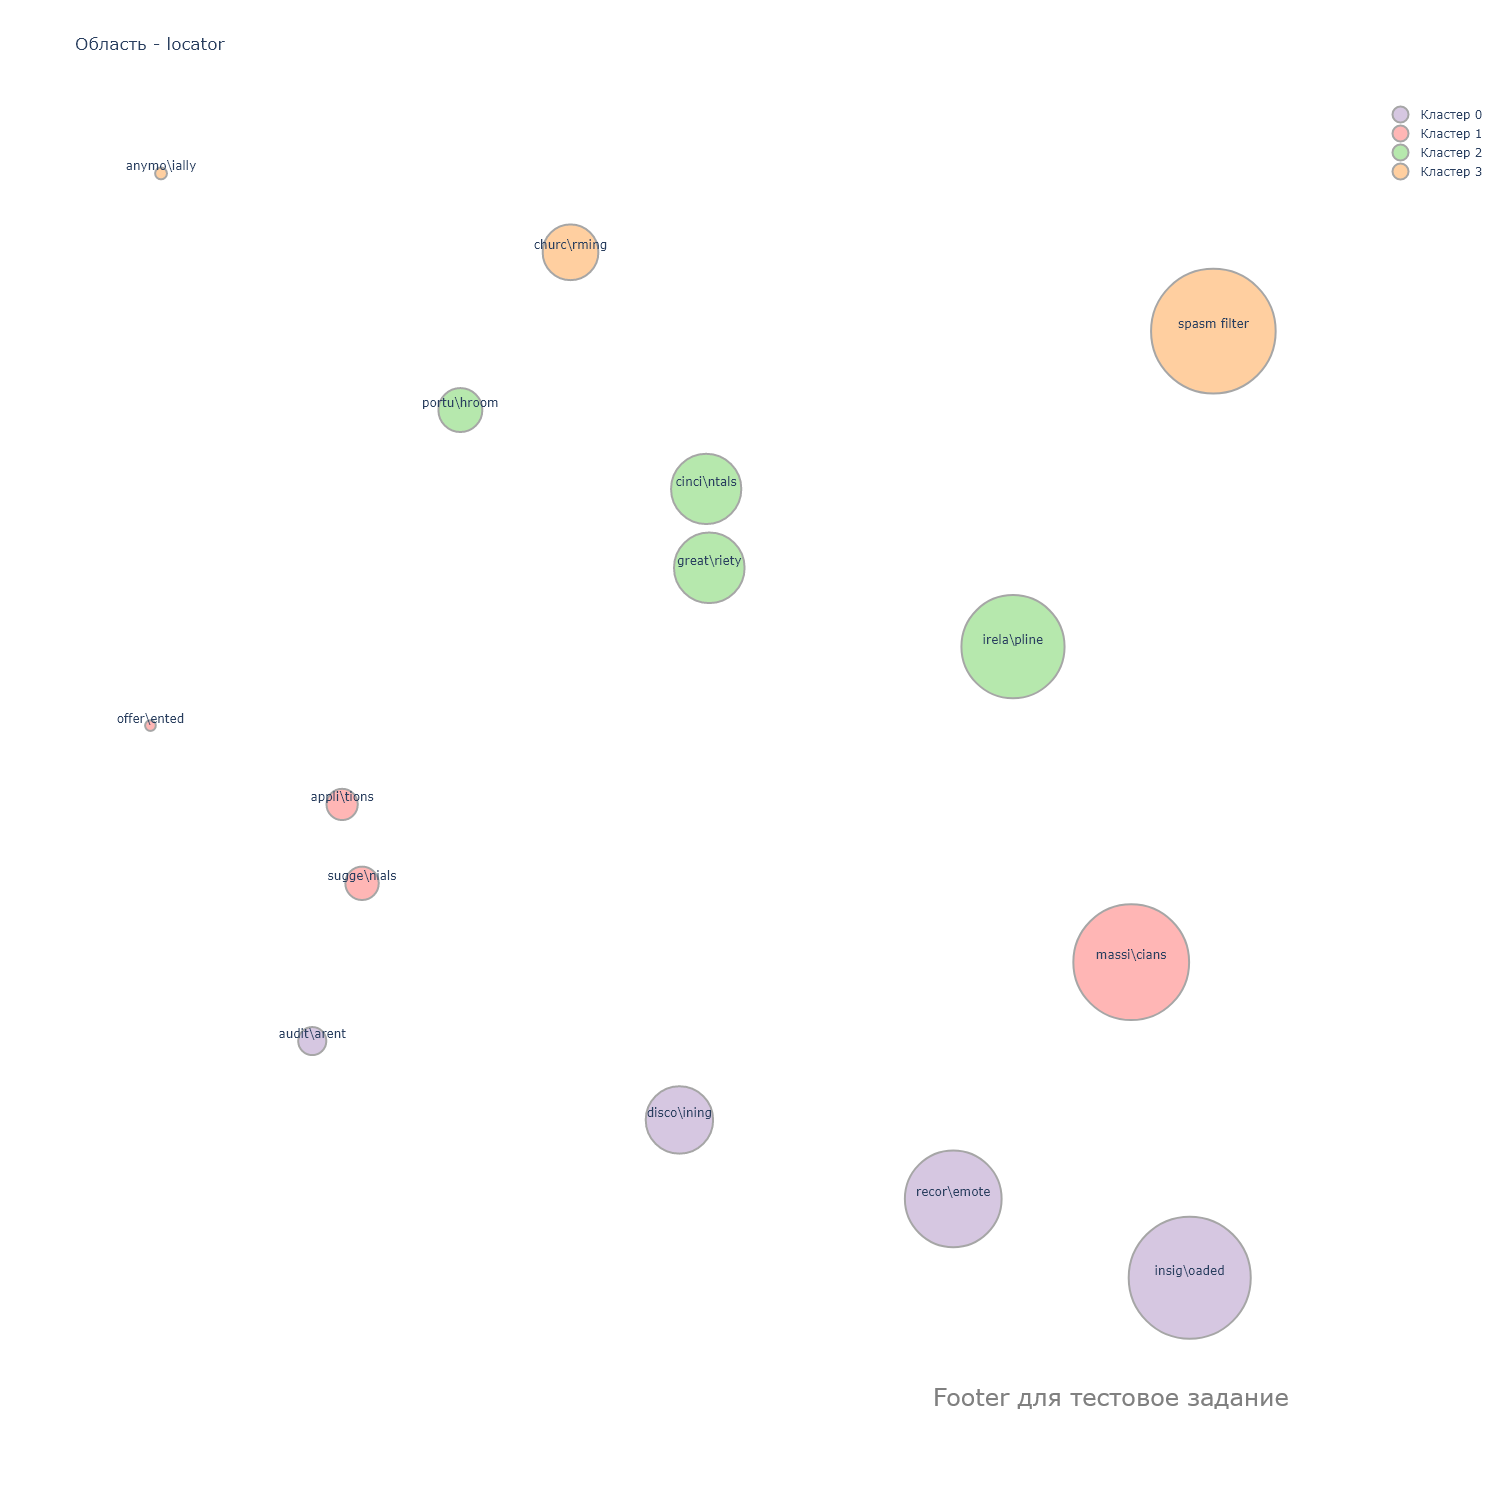 Область - locator
Кластер 0
Кластер 1
Кластер 2
Кластер 3
anymo\ially
churc\rming
spasm filter
portu\hroom
cinci\ntals
great\riety
irela\pline
offer\ented
appli\tions
sugge\nials
massi\cians
audit\arent
disco\ining
recor\emote
insig\oaded
Footer для тестовое задание